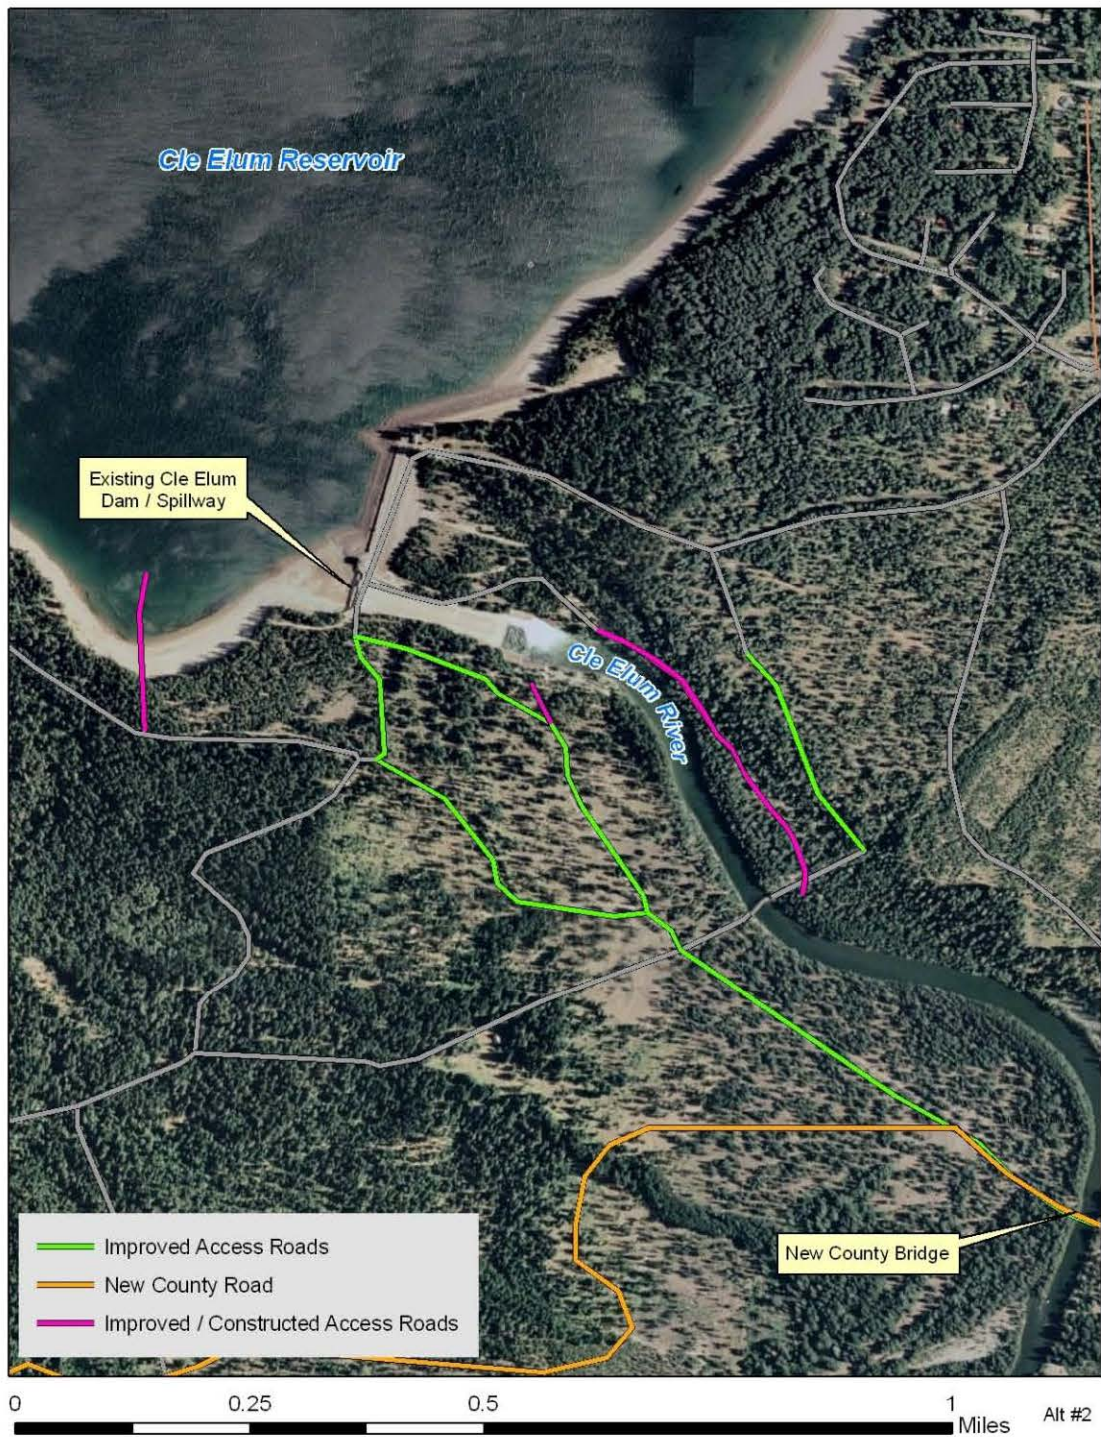 Cle Elum Reservoir
Existing Cle Elum
Dam / Spillway
Cle Elum River
New County Bridge
Improved Access Roads
New County Road
Improved / Constructed Access Roads
0 0.25 0.5 1 Miles
Alt #2